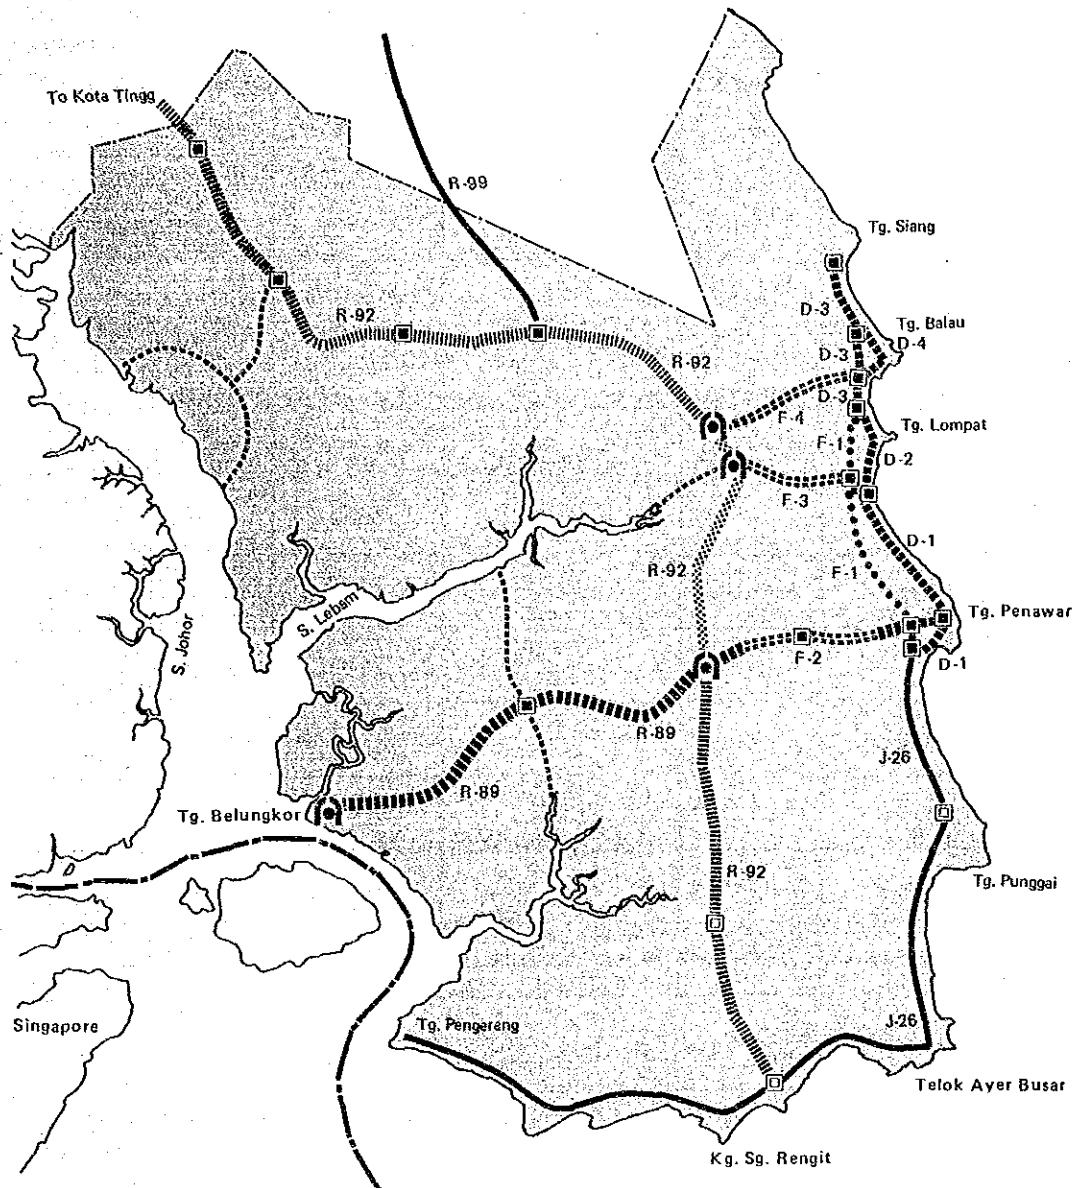 To Kota Tingg
R-99
Tg. Siang
D-3
R-92
Tg. Balau
D-4
D-3
R-92
D-3
F-4
Tg. Lompat
F-1
D-2
F-3
D-1
R-92
F-1
S. Lebam
Tg. Penawar
S. Johor
F-2
D-1
R-89
J-26
R-89
Tg. Belungkor
R-92
Tg. Punggai
Singapore
Tg. Pengerang
J-26
Telok Ayer Busar
Kg. Sg. Rengit